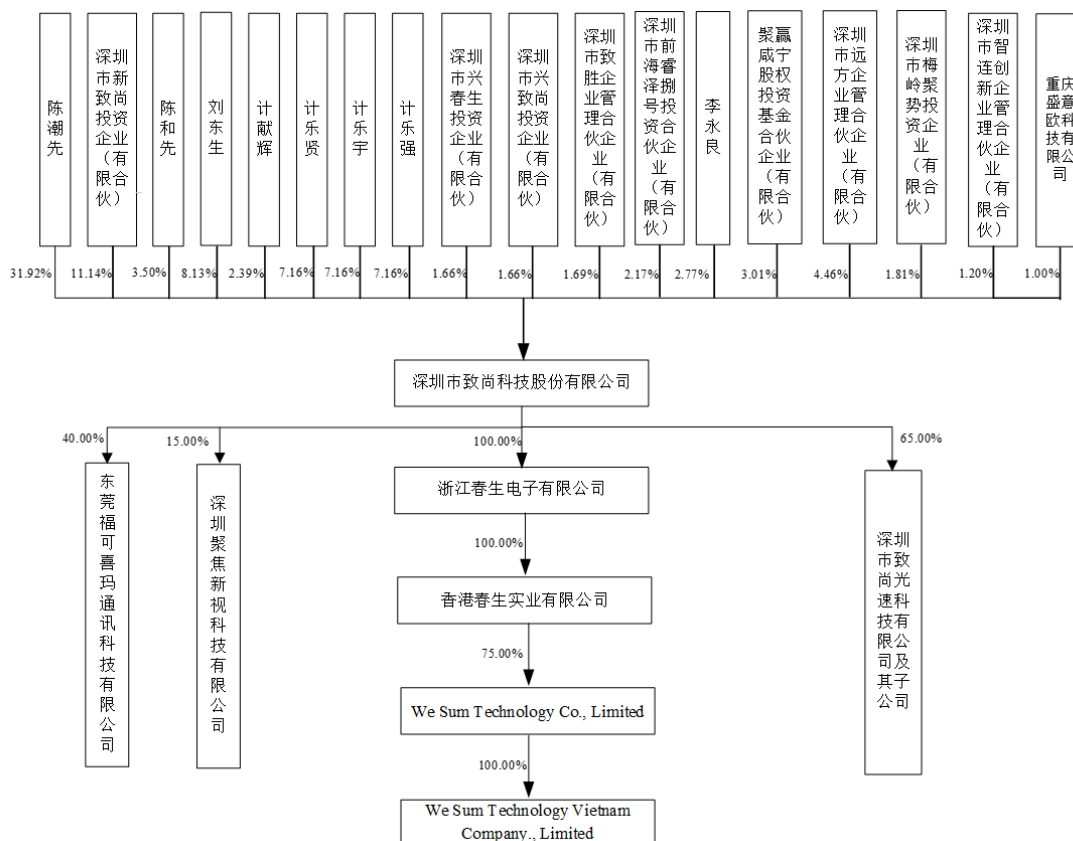 陈潮先
深圳市新致尚投资企业（有限合伙）
陈和先
刘东生
计献辉
计乐贤
计乐宇
计乐强
深圳市兴春生投资企业（有限合伙）
深圳市兴致尚投资企业（有限合伙）
深圳市致胜企业管理合伙企业（有限合伙）
深圳市前海睿泽捌号投资合伙企业（有限合伙）
李永良
聚赢咸宁股权投资基金合伙企业（有限合伙）
深圳市远方企业管理合伙企业（有限合伙）
深圳市梅岭聚势投资企业（有限合伙）
深圳市智连创新企业管理合伙企业（有限合伙）
重庆盛意欧科技有限公司
31.92%
11.14%
3.50%
8.13%
2.39%
7.16%
7.16%
7.16%
1.66%
1.66%
1.69%
2.17%
2.77%
3.01%
4.46%
1.81%
1.20%
1.00%
深圳市致尚科技股份有限公司
40.00%
15.00%
100.00%
65.00%
东莞福可喜玛通讯科技有限公司
深圳聚焦新视科技有限公司
浙江春生电子有限公司
深圳市致尚光速科技有限公司及其子公司
100.00%
香港春生实业有限公司
75.00%
We Sum Technology Co., Limited
100.00%
We Sum Technology Vietnam
Company., Limited